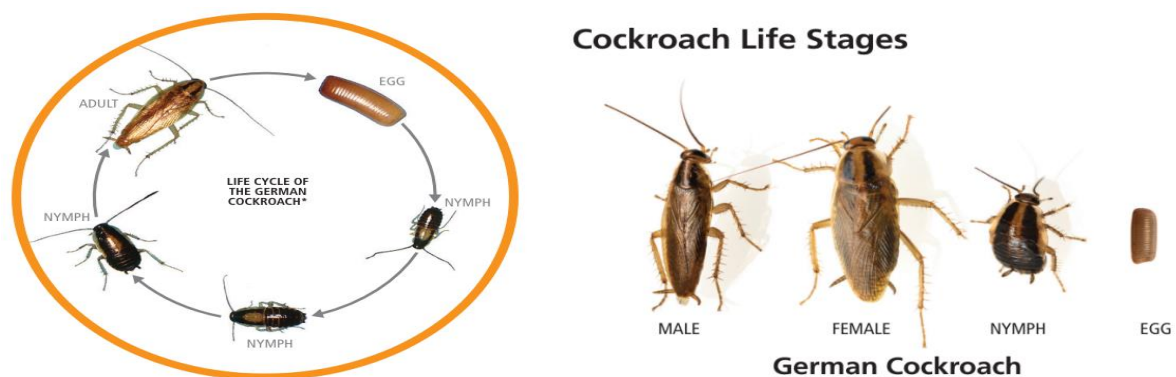 ADULT
EGG
LIFE CYCLE OF
THE GERMAN
COCKROACH*
NYMPH
NYMPH
NYMPH
Cockroach Life Stages
MALE
FEMALE
NYMPH
EGG
German Cockroach